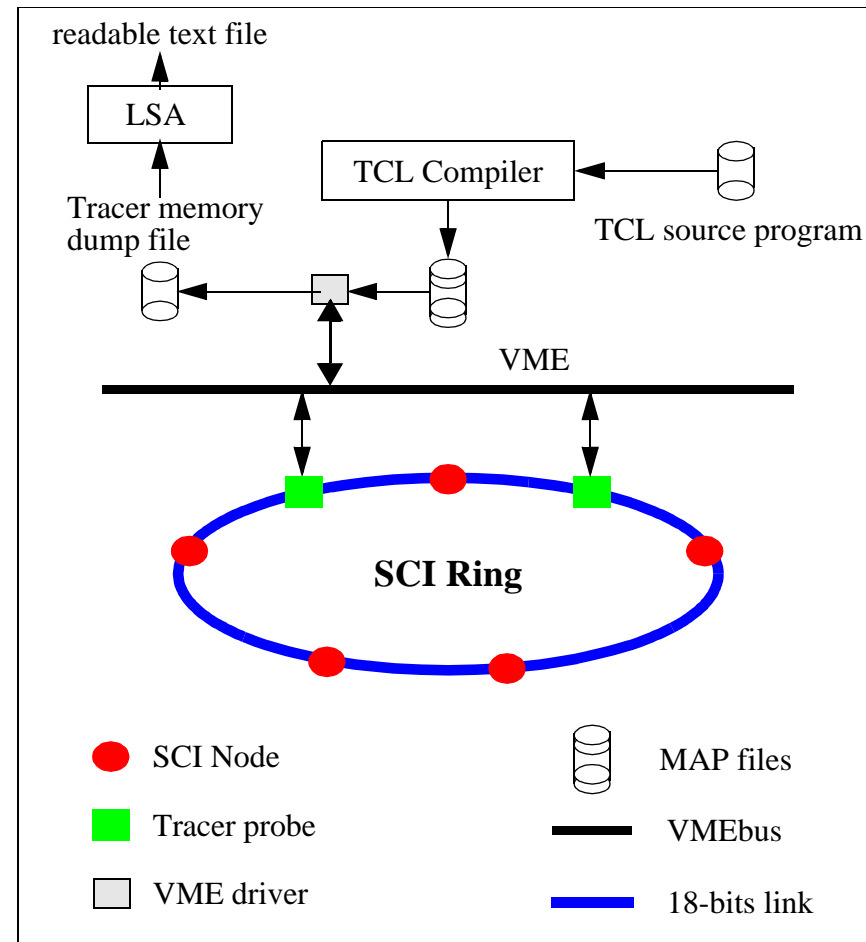 readable text file
LSA
TCL Compiler
Tracer memory
dump file
TCL source program
VME
SCI Ring
SCI Node
MAP files
Tracer probe
VMEbus
VME driver
18-bits link